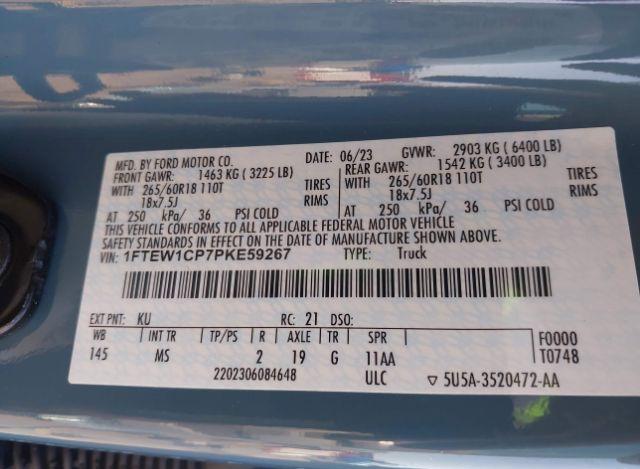 MFD. BY FORD MOTOR CO. DATE: 06/23 GVWR: 2903 KG ( 6400 LB)
FRONT GAWR: 1463 KG ( 3225 LB) REAR GAWR: 1542 KG ( 3400 LB)
WITH 265/60R18 110T TIRES WITH 265/60R18 110T TIRES
18x7.5J RIMS 18x7.5J RIMS
AT 250 kPa/ 36 PSI COLD AT 250 kPa/ 36 PSI COLD
THIS VEHICLE CONFORMS TO ALL APPLICABLE FEDERAL MOTOR VEHICLE
SAFETY STANDARDS IN EFFECT ON THE DATE OF MANUFACTURE SHOWN ABOVE.
VIN: 1FTEW1CP7PKE59267 TYPE: Truck
EXT PNT: KU RC: 21 DSO:
WB INT TR TP/PS R AXLE TR SPR F0000
145 MS 2 19 G 11AA T0748
2202306084648 ULC ▽ 5U5A-3520472-AA